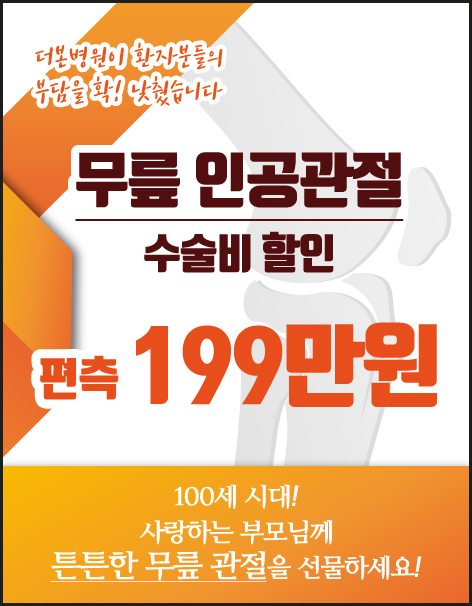 더본병원이 환자분들의
부담을 확! 낮췄습니다
무릎 인공관절
수술비 할인
편측 199만원
100세 시대!
사랑하는 부모님께
튼튼한 무릎 관절을 선물하세요!